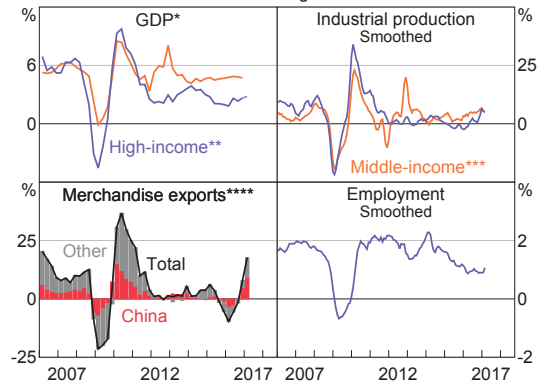 %
GDP*
Industrial production
Smoothed
%
6
25
0
0
High-income**
Middle-income***
%
Merchandise exports****
Employment
Smoothed
%
25
Other
Total
2
0
China
0
-25
-2
2007
2012
2017
2007
2012
2017